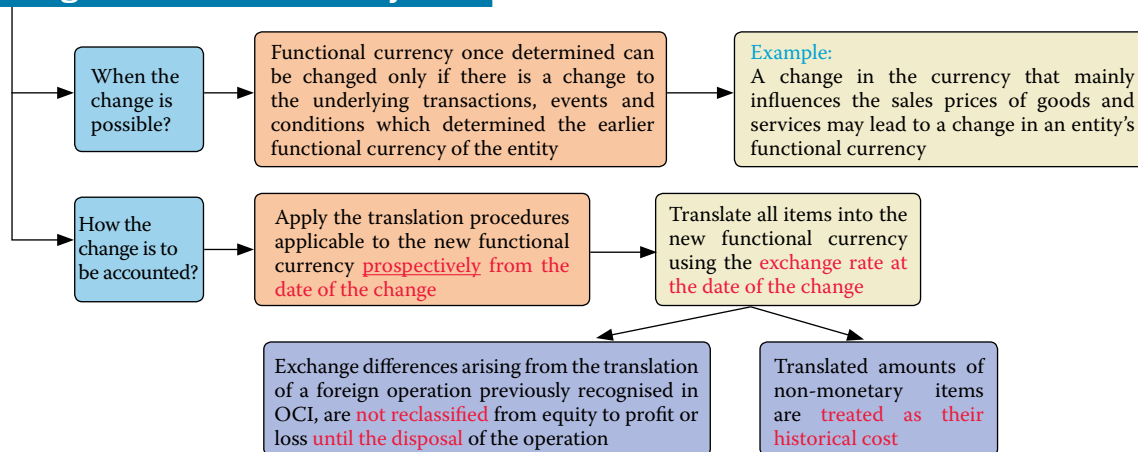 When the
change is
possible?
Functional currency once determined can
be changed only if there is a change to
the underlying transactions, events and
conditions which determined the earlier
functional currency of the entity
Example:
A change in the currency that mainly
influences the sales prices of goods and
services may lead to a change in an entity's
functional currency
How the
change is to
be accounted?
Apply the translation procedures
applicable to the new functional
currency prospectively from the
date of the change
Translate all items into the
new functional currency
using the exchange rate at
the date of the change
Exchange differences arising from the translation
of a foreign operation previously recognised in
OCI, are not reclassified from equity to profit or
loss until the disposal of the operation
Translated amounts of
non-monetary items
are treated as their
historical cost